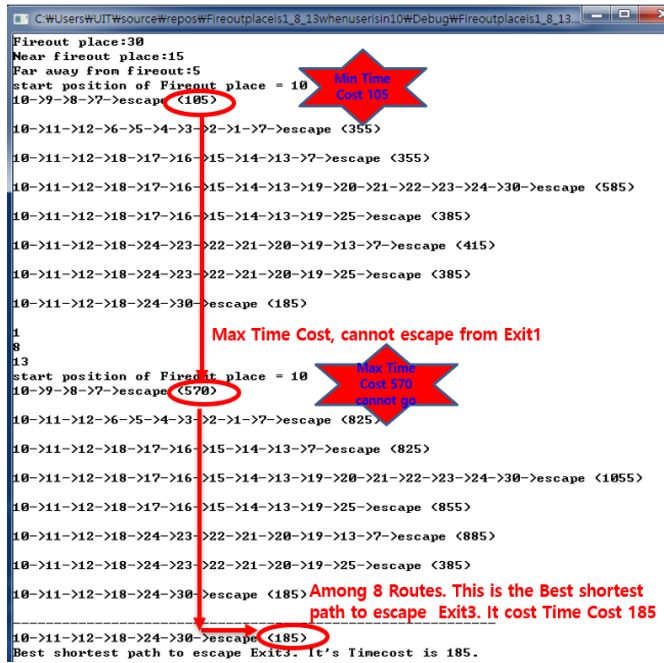 C:₩Users₩UIT₩source₩repos₩Fireoutplaceis1_8_13whenuserisin10₩Debug₩Fireoutplaceis1_8_13...
Fireout place:30
Near fireout place:15
Far away from fireout:5
start position of Fireout place = 10
Min Time
Cost 105
10->9->8->7->escape (105)
10->11->12->6->5->4->3->2->1->7->escape (355)
10->11->12->18->17->16->15->14->13->7->escape (355)
10->11->12->18->17->16->15->14->13->19->20->21->22->23->24->30->escape (585)
10->11->12->18->17->16->15->14->13->19->25->escape (385)
10->11->12->18->24->23->22->21->20->19->13->7->escape (415)
10->11->12->18->24->23->22->21->20->19->25->escape (385)
10->11->12->18->24->30->escape (185)
1
Max Time Cost, cannot escape from Exit1
8
13
start position of Fireout place = 10
Max Time
Cost 570
cannot go
10->9->8->7->escape (570)
10->11->12->6->5->4->3->2->1->7->escape (825)
10->11->12->18->17->16->15->14->13->7->escape (825)
10->11->12->18->17->16->15->14->13->19->20->21->22->23->24->30->escape (1055)
10->11->12->18->17->16->15->14->13->19->25->escape (855)
10->11->12->18->24->23->22->21->20->19->13->7->escape (885)
10->11->12->18->24->23->22->21->20->19->25->escape (385)
10->11->12->18->24->30->escape (185)
Among 8 Routes. This is the Best shortest
path to escape Exit3. It cost Time Cost 185
10->11->12->18->24->30->escape (185)
Best shortest path to escape Exit3. It's Timecost is 185.